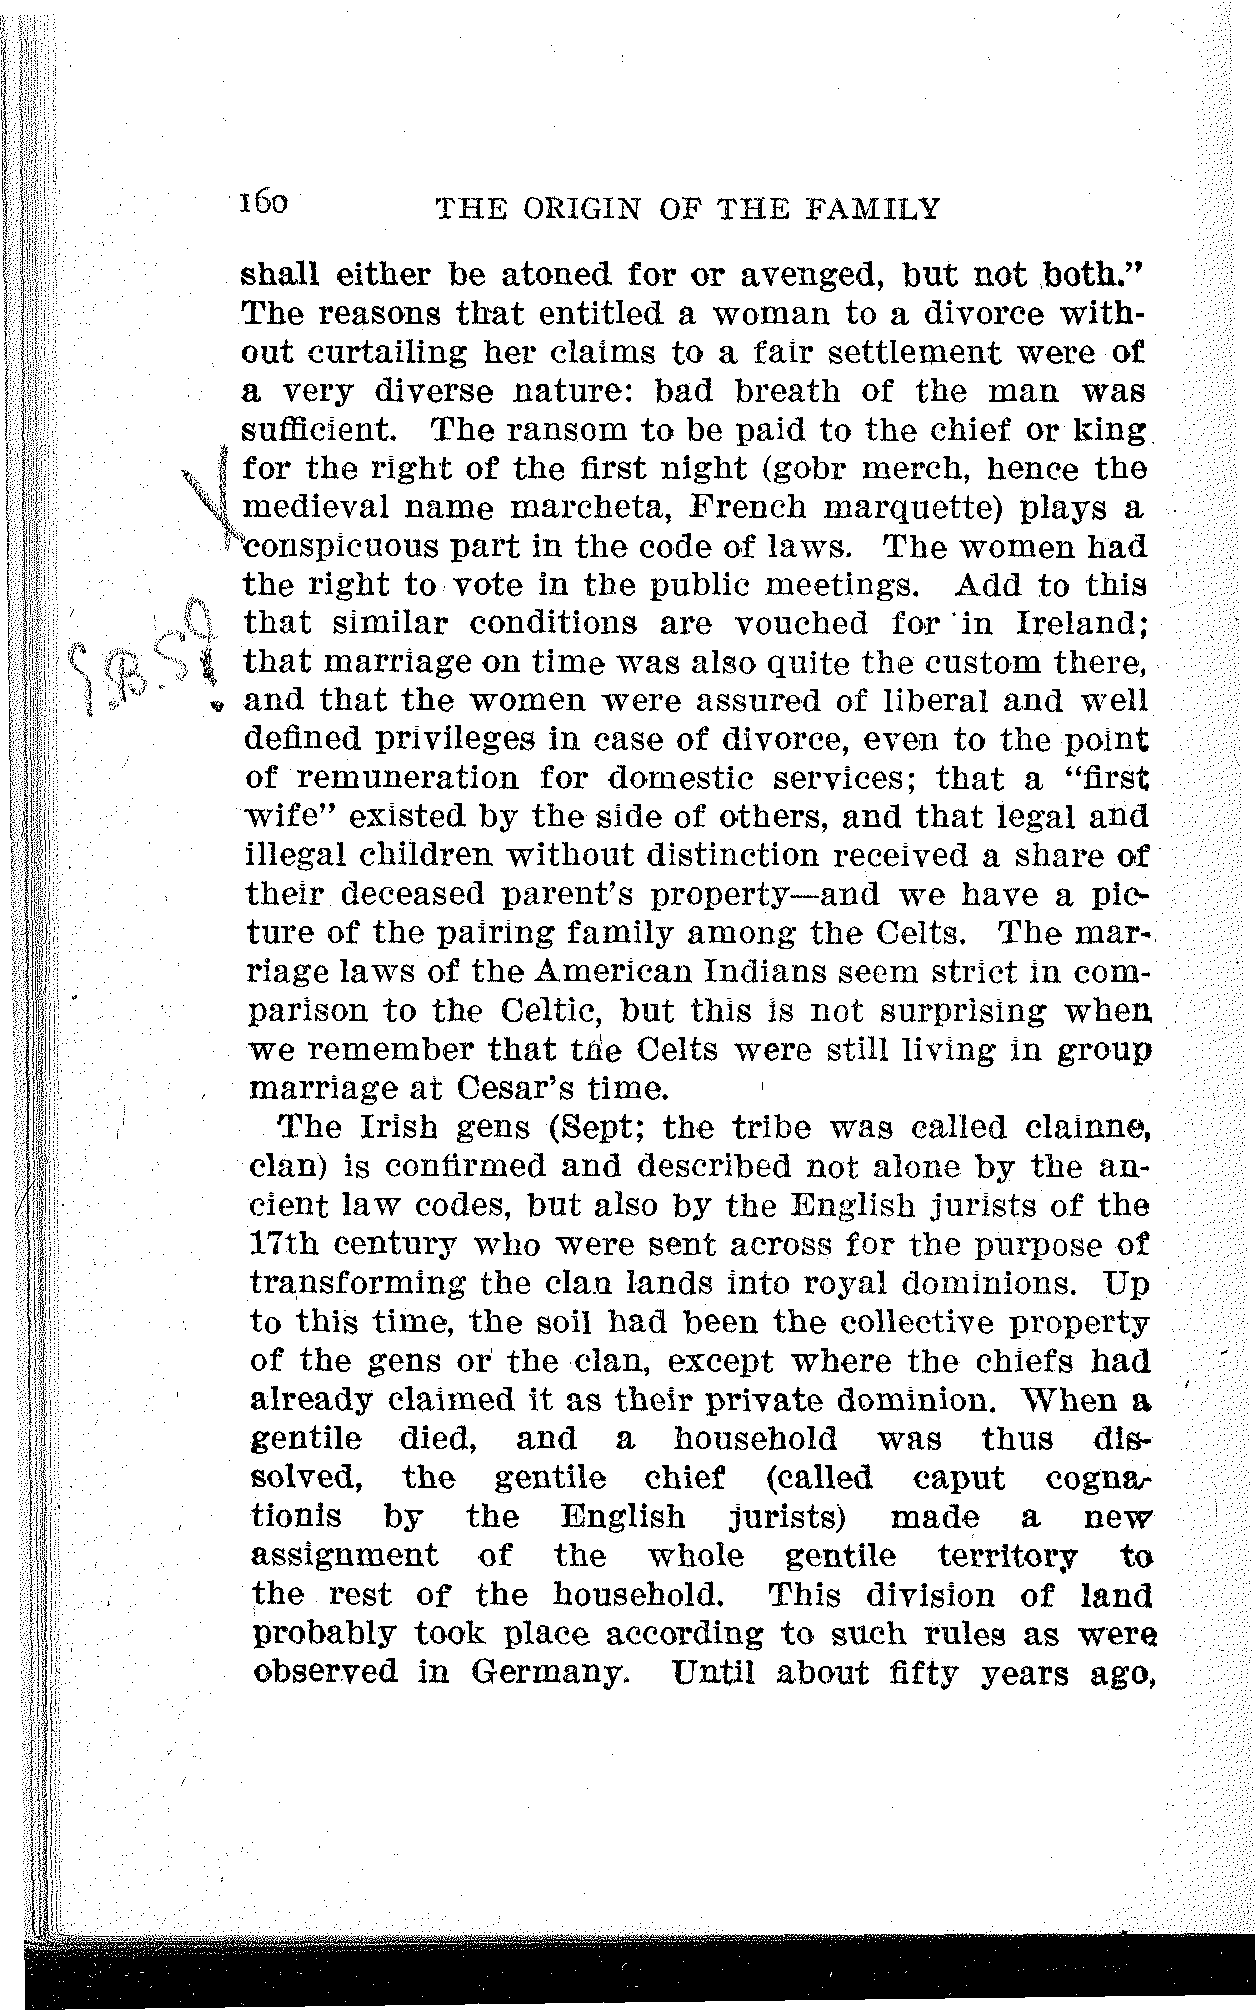 160 THE ORIGIN OF THE FAMILY
shall either be atoned for or avenged, but not both."
The reasons that entitled a woman to a divorce with-
out curtailing her claims to a fair settlement were of
a very diverse nature: bad breath of the man was
sufficient. The ransom to be paid to the chief or king
for the right of the first night (gobr merch, hence the
medieval name marcheta, French marquette) plays a
conspicuous part in the code of laws. The women had
the right to vote in the public meetings. Add to this
that similar conditions are vouched for in Ireland;
that marriage on time was also quite the custom there,
and that the women were assured of liberal and well
defined privileges in case of divorce, even to the point
of remuneration for domestic services; that a "first
wife" existed by the side of others, and that legal and
illegal children without distinction received a share of
their deceased parent's property—and we have a pic-
ture of the pairing family among the Celts. The mar-
riage laws of the American Indians seem strict in com-
parison to the Celtic, but this is not surprising when
we remember that the Celts were still living in group
marriage at Cesar's time.
The Irish gens (Sept; the tribe was called clainne,
clan) is confirmed and described not alone by the an-
cient law codes, but also by the English jurists of the
17th century who were sent across for the purpose of
transforming the clan lands into royal dominions. Up
to this time, the soil had been the collective property
of the gens or the clan, except where the chiefs had
already claimed it as their private dominion. When a
gentile died, and a household was thus dis-
solved, the gentile chief (called caput cogna-
tionis by the English jurists) made a new
assignment of the whole gentile territory to
the rest of the household. This division of land
probably took place according to such rules as were
observed in Germany. Until about fifty years ago,